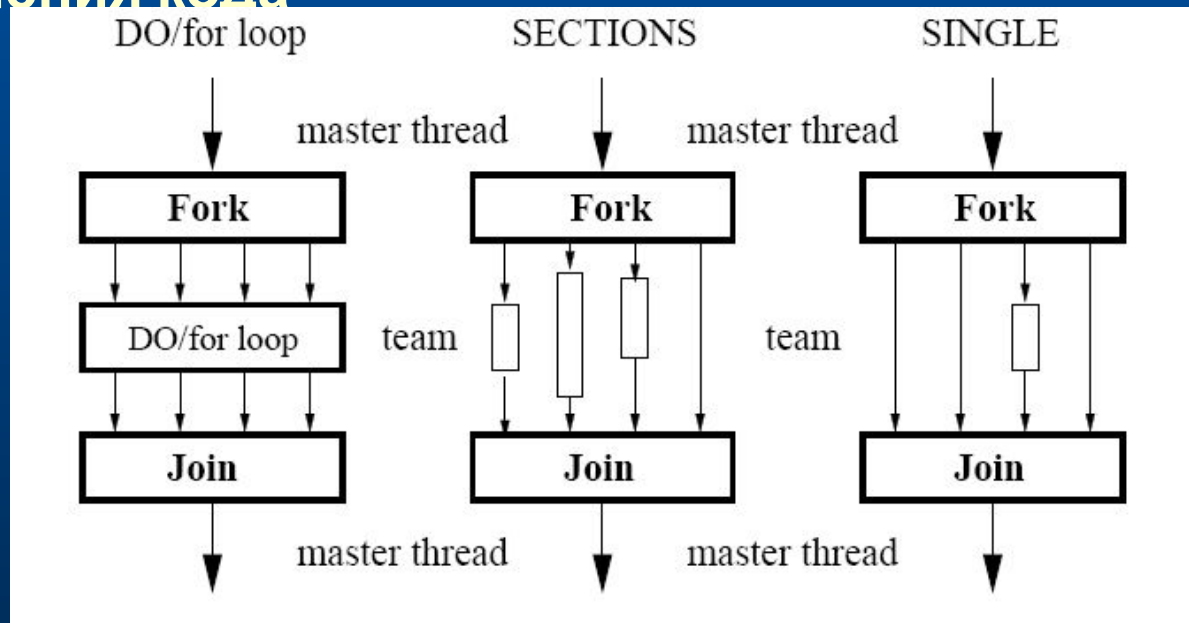 DO/for loop SECTIONS SINGLE
master thread master thread
Fork Fork Fork
DO/for loop team team
Join Join Join
master thread master thread